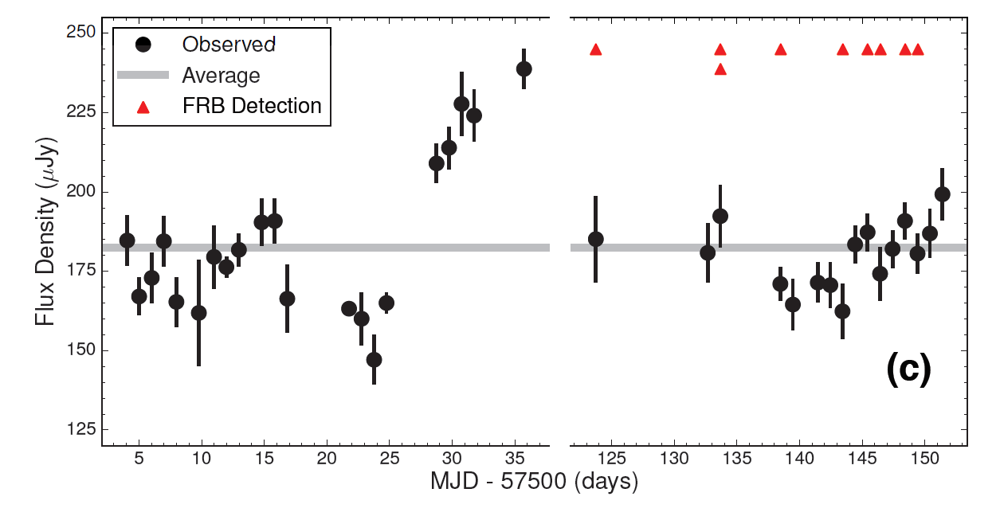 250
225
200
175
150
125
Flux Density (μJy)
Observed
Average
FRB Detection
(c)
5 10 15 20 25 30 35 125 130 135 140 145 150
MJD - 57500 (days)